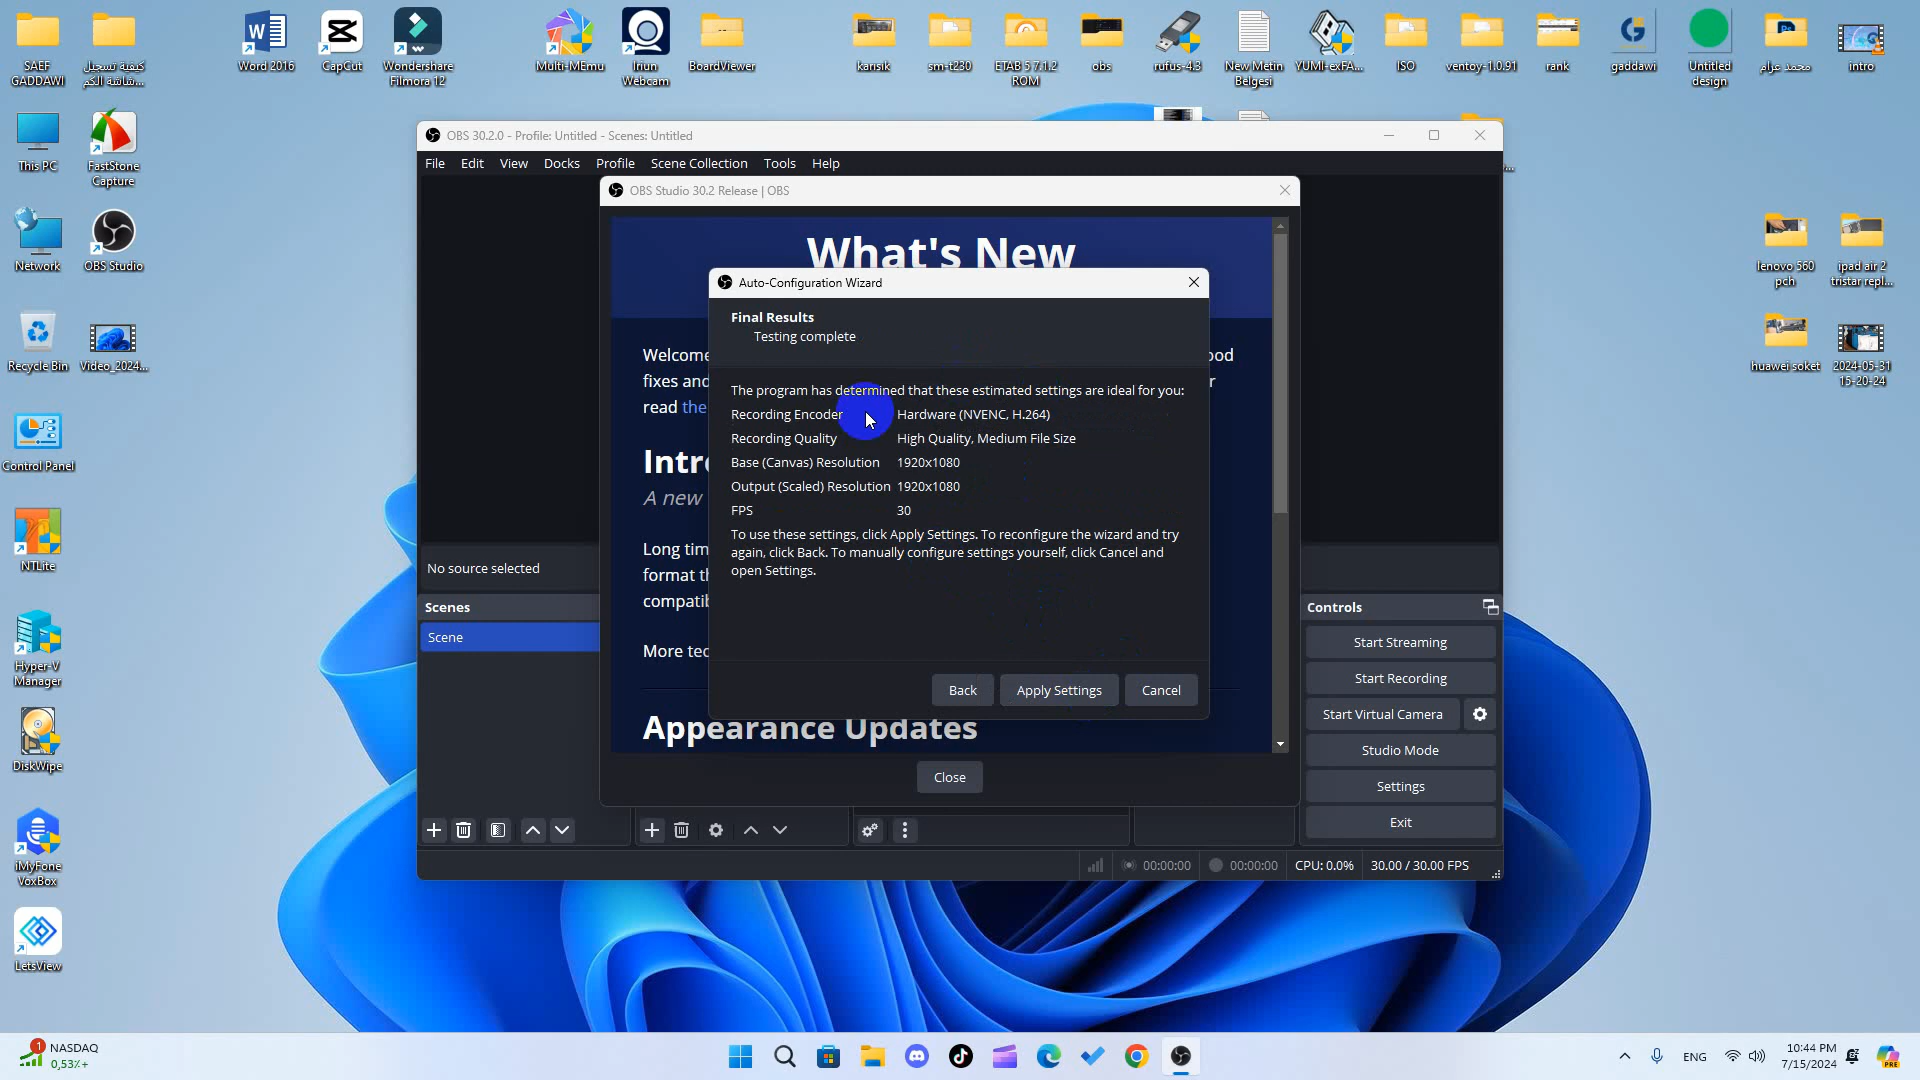 SAEF GADDAWI
كيفية تسجيل شاشة الكم...
Word 2016
CapCut
Wondershare Filmora 12
Multi-MEmu
Iriun Webcam
BoardViewer
karisik
sm-t230
ETAB 5 7.1.2 ROM
obs
rufus-4.3
New Metin Belgesi
YUMI-exFA...
ISO
ventoy-1.0.91
rank
gaddawi
Untitled design
محمد عرام
intro
This PC
FastStone Capture
Network
OBS Studio
Recycle Bin
Video_2024...
Control Panel
NTLite
Hyper-V Manager
DiskWipe
iMyFone VoxBox
LetsView
lenovo 560 pch
ipad air 2 tristar repl...
huawei soket
2024-05-31 15-20-24
OBS 30.2.0 - Profile: Untitled - Scenes: Untitled
File Edit View Docks Profile Scene Collection Tools Help
OBS Studio 30.2 Release | OBS
What's New
Welcome
ood
fixes and
r
read the
Intr
A new
Long tim
format th
compatib
More tec
Appearance Updates
Close
Auto-Configuration Wizard
Final Results
Testing complete
The program has determined that these estimated settings are ideal for you:
Recording Encoder Hardware (NVENC, H.264)
Recording Quality High Quality, Medium File Size
Base (Canvas) Resolution 1920x1080
Output (Scaled) Resolution 1920x1080
FPS 30
To use these settings, click Apply Settings. To reconfigure the wizard and try
again, click Back. To manually configure settings yourself, click Cancel and
open Settings.
Back Apply Settings Cancel
No source selected
Scenes
Scene
Controls
Start Streaming
Start Recording
Start Virtual Camera
Studio Mode
Settings
Exit
00:00:00 00:00:00 CPU: 0.0% 30.00 / 30.00 FPS
1
NASDAQ
0,53٪+
ENG
10:44 PM
7/15/2024
PRE